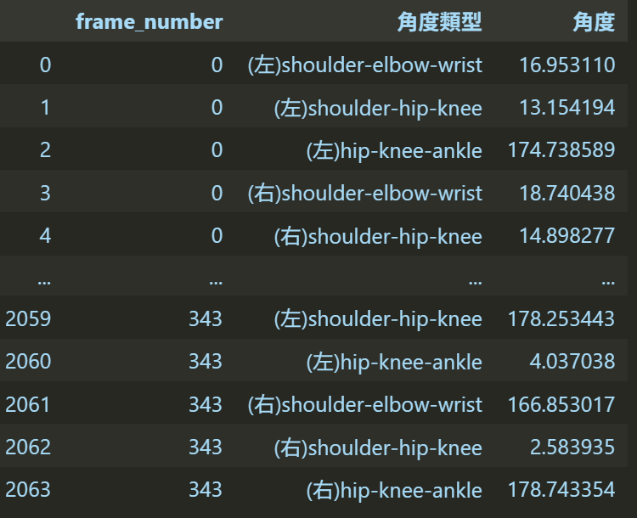 frame_number 角度類型 角度
0 0 (左)shoulder-elbow-wrist 16.953110
1 0 (左)shoulder-hip-knee 13.154194
2 0 (左)hip-knee-ankle 174.738589
3 0 (右)shoulder-elbow-wrist 18.740438
4 0 (右)shoulder-hip-knee 14.898277
... ... ... ...
2059 343 (左)shoulder-hip-knee 178.253443
2060 343 (左)hip-knee-ankle 4.037038
2061 343 (右)shoulder-elbow-wrist 166.853017
2062 343 (右)shoulder-hip-knee 2.583935
2063 343 (右)hip-knee-ankle 178.743354